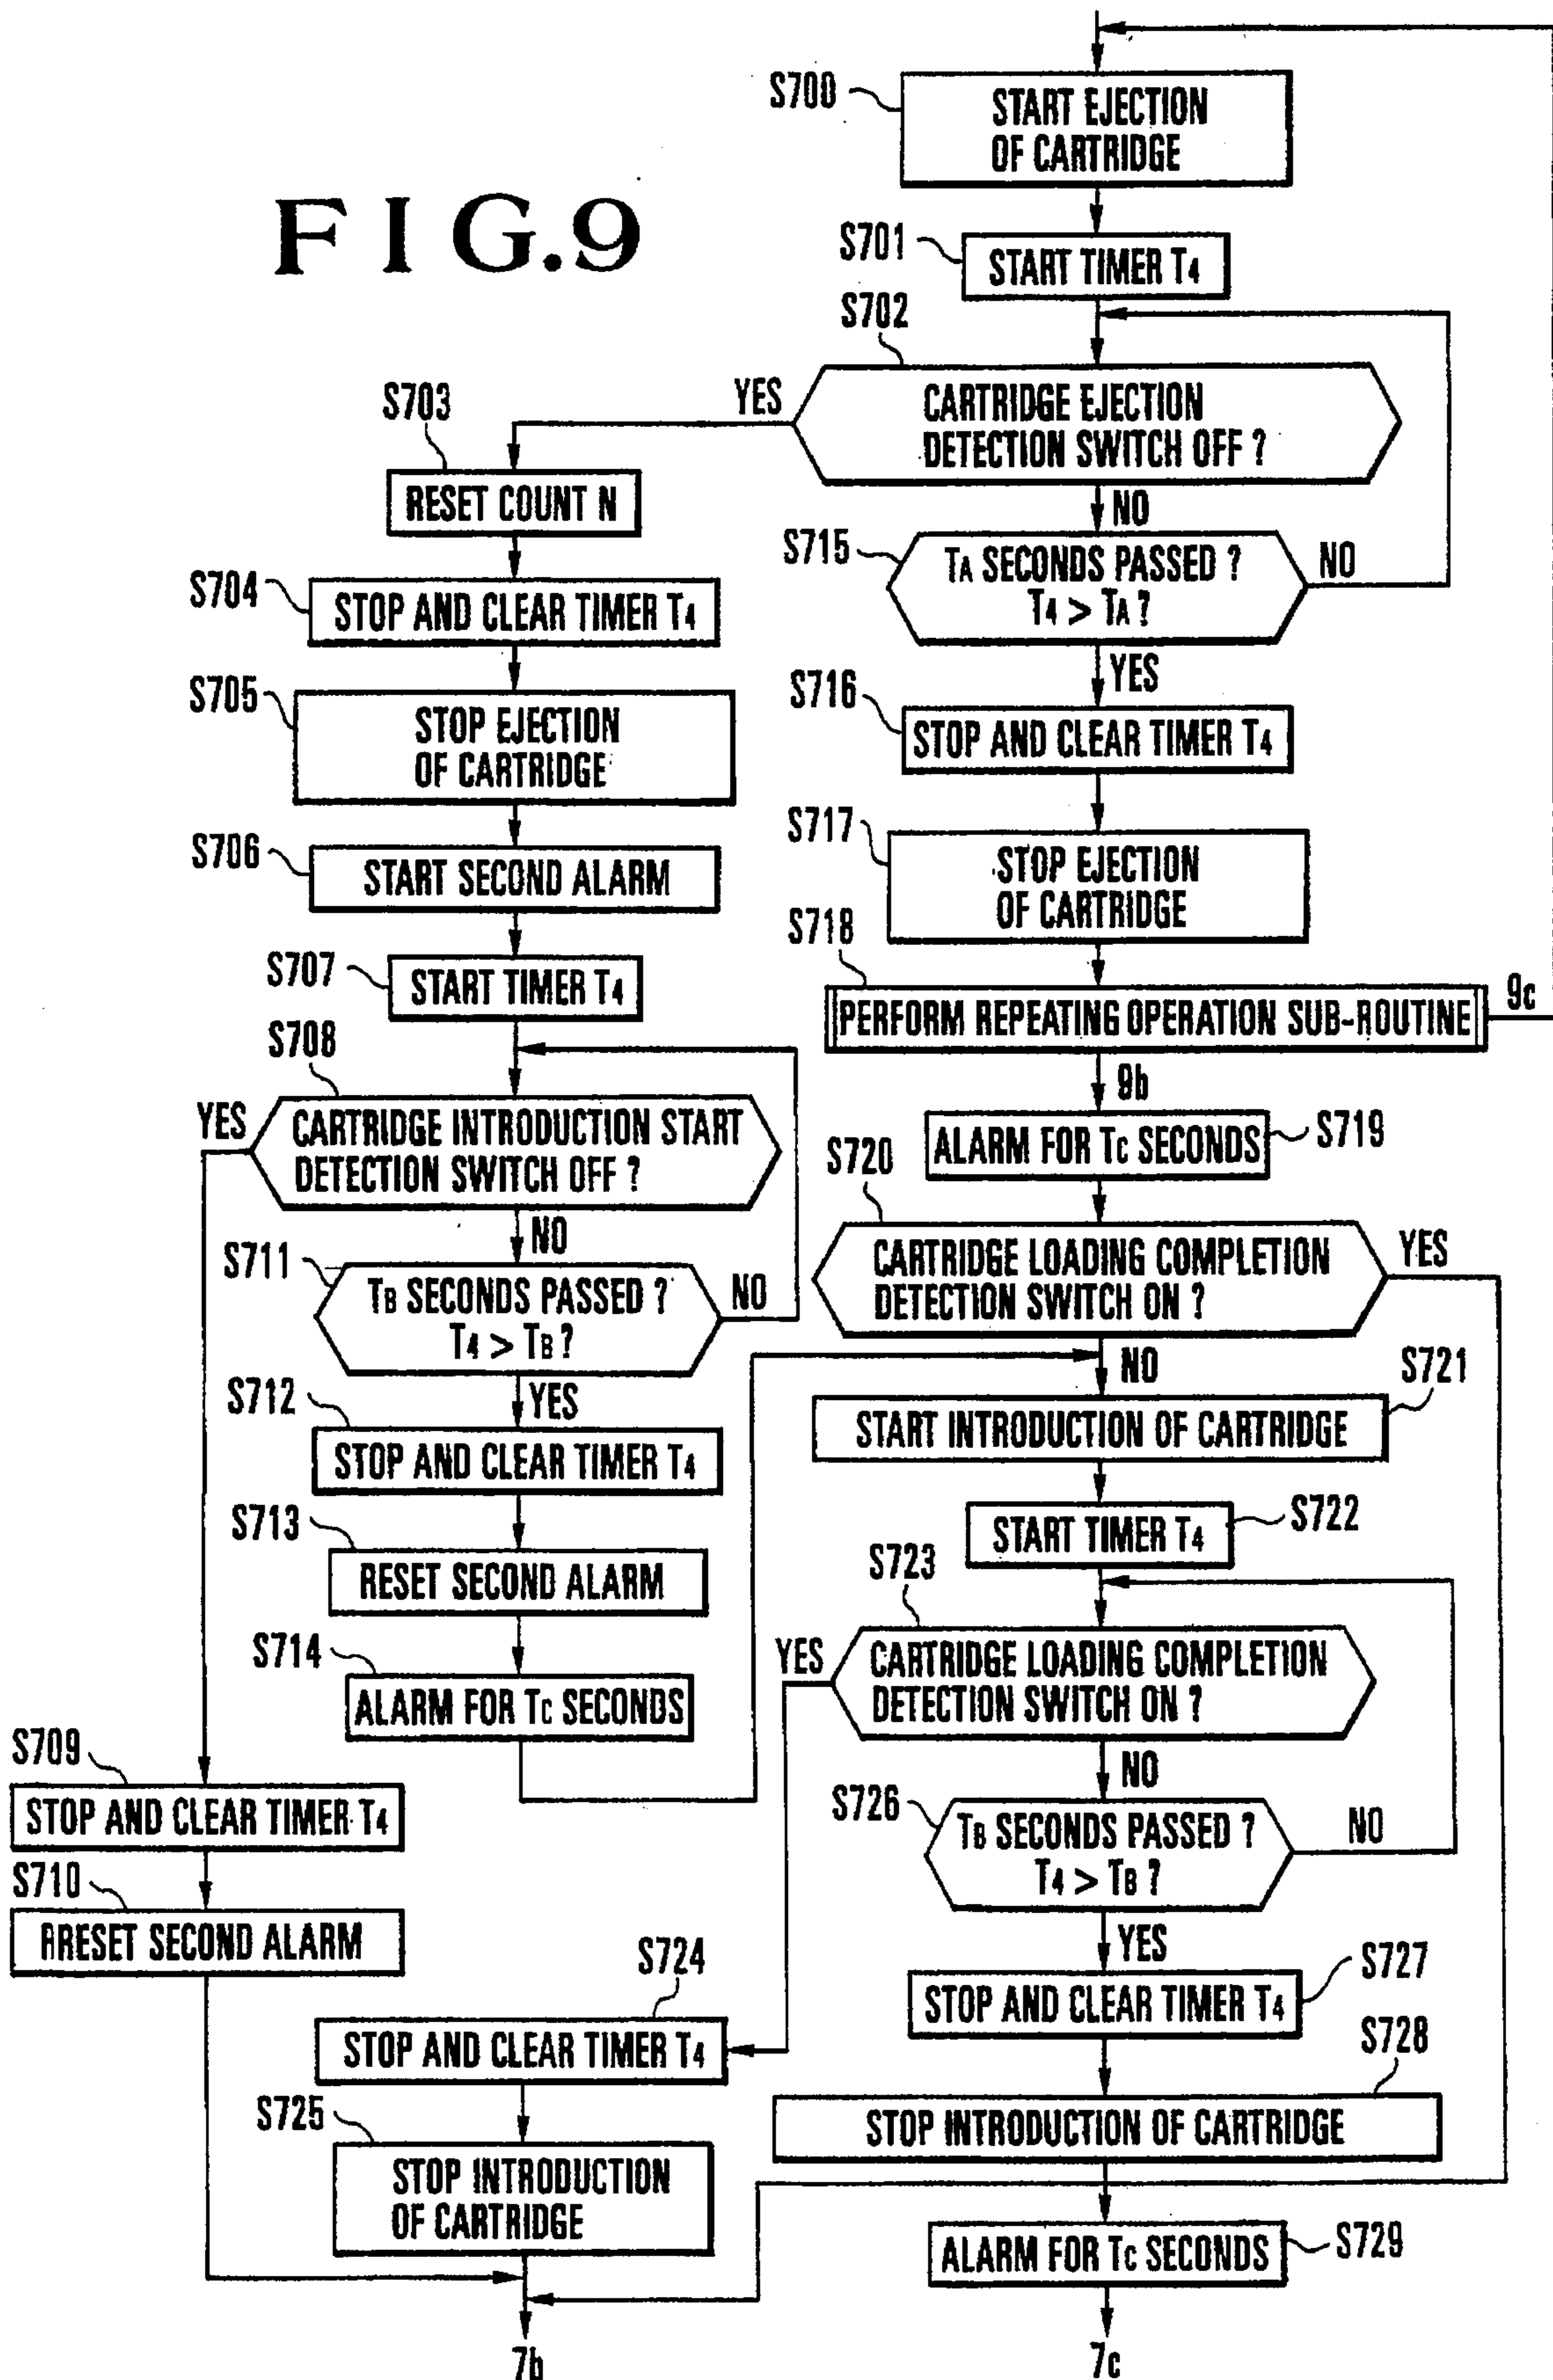 FIG.9
S700
START EJECTION
OF CARTRIDGE
S701
START TIMER T4
S702
CARTRIDGE EJECTION
DETECTION SWITCH OFF ?
YES
NO
S703
RESET COUNT N
S704
STOP AND CLEAR TIMER T4
S705
STOP EJECTION
OF CARTRIDGE
S706
START SECOND ALARM
S707
START TIMER T4
S708
CARTRIDGE INTRODUCTION START
DETECTION SWITCH OFF ?
YES
NO
S711
TB SECONDS PASSED ?
T4 > TB ?
NO
YES
S712
STOP AND CLEAR TIMER T4
S713
RESET SECOND ALARM
S714
ALARM FOR TC SECONDS
S709
STOP AND CLEAR TIMER T4
S710
RRESET SECOND ALARM
S715
TA SECONDS PASSED ?
T4 > TA ?
NO
YES
S716
STOP AND CLEAR TIMER T4
S717
STOP EJECTION
OF CARTRIDGE
S718
PERFORM REPEATING OPERATION SUB-ROUTINE
9c
9b
S719
ALARM FOR TC SECONDS
S720
CARTRIDGE LOADING COMPLETION
DETECTION SWITCH ON ?
YES
NO
S721
START INTRODUCTION OF CARTRIDGE
S722
START TIMER T4
S723
CARTRIDGE LOADING COMPLETION
DETECTION SWITCH ON ?
YES
NO
S726
TB SECONDS PASSED ?
T4 > TB ?
NO
YES
S724
STOP AND CLEAR TIMER T4
S725
STOP INTRODUCTION
OF CARTRIDGE
7b
S727
STOP AND CLEAR TIMER T4
S728
STOP INTRODUCTION OF CARTRIDGE
S729
ALARM FOR TC SECONDS
7c